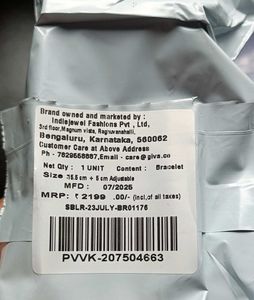 Brand owned and marketed by :
Indiejewel Fashions Pvt , Ltd,
3rd floor,Magnum vista, Raghuvanahalli,
Bengaluru, Karnataka, 560062
Customer Care at Above Address
Ph - 7829558887,Email - care@giva.co
Net Qty : 1 UNIT Content : Bracelet
Size : 15.5 cm + 5 cm Adjustable
MFD : 07/2025
MRP: ₹ 2199 .00/-(incl,of all taxes)
SBLR-23JULY-BR01176
PVVK-207504663